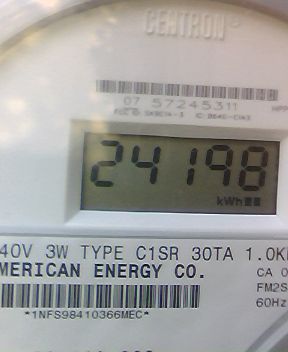 CENTRON
07 57245311
24198
kWh
40V 3W TYPE C1SR 30TA 1.0K
MERICAN ENERGY CO.
CA 0
FM2S
60Hz
*1NFS98410366MEC*